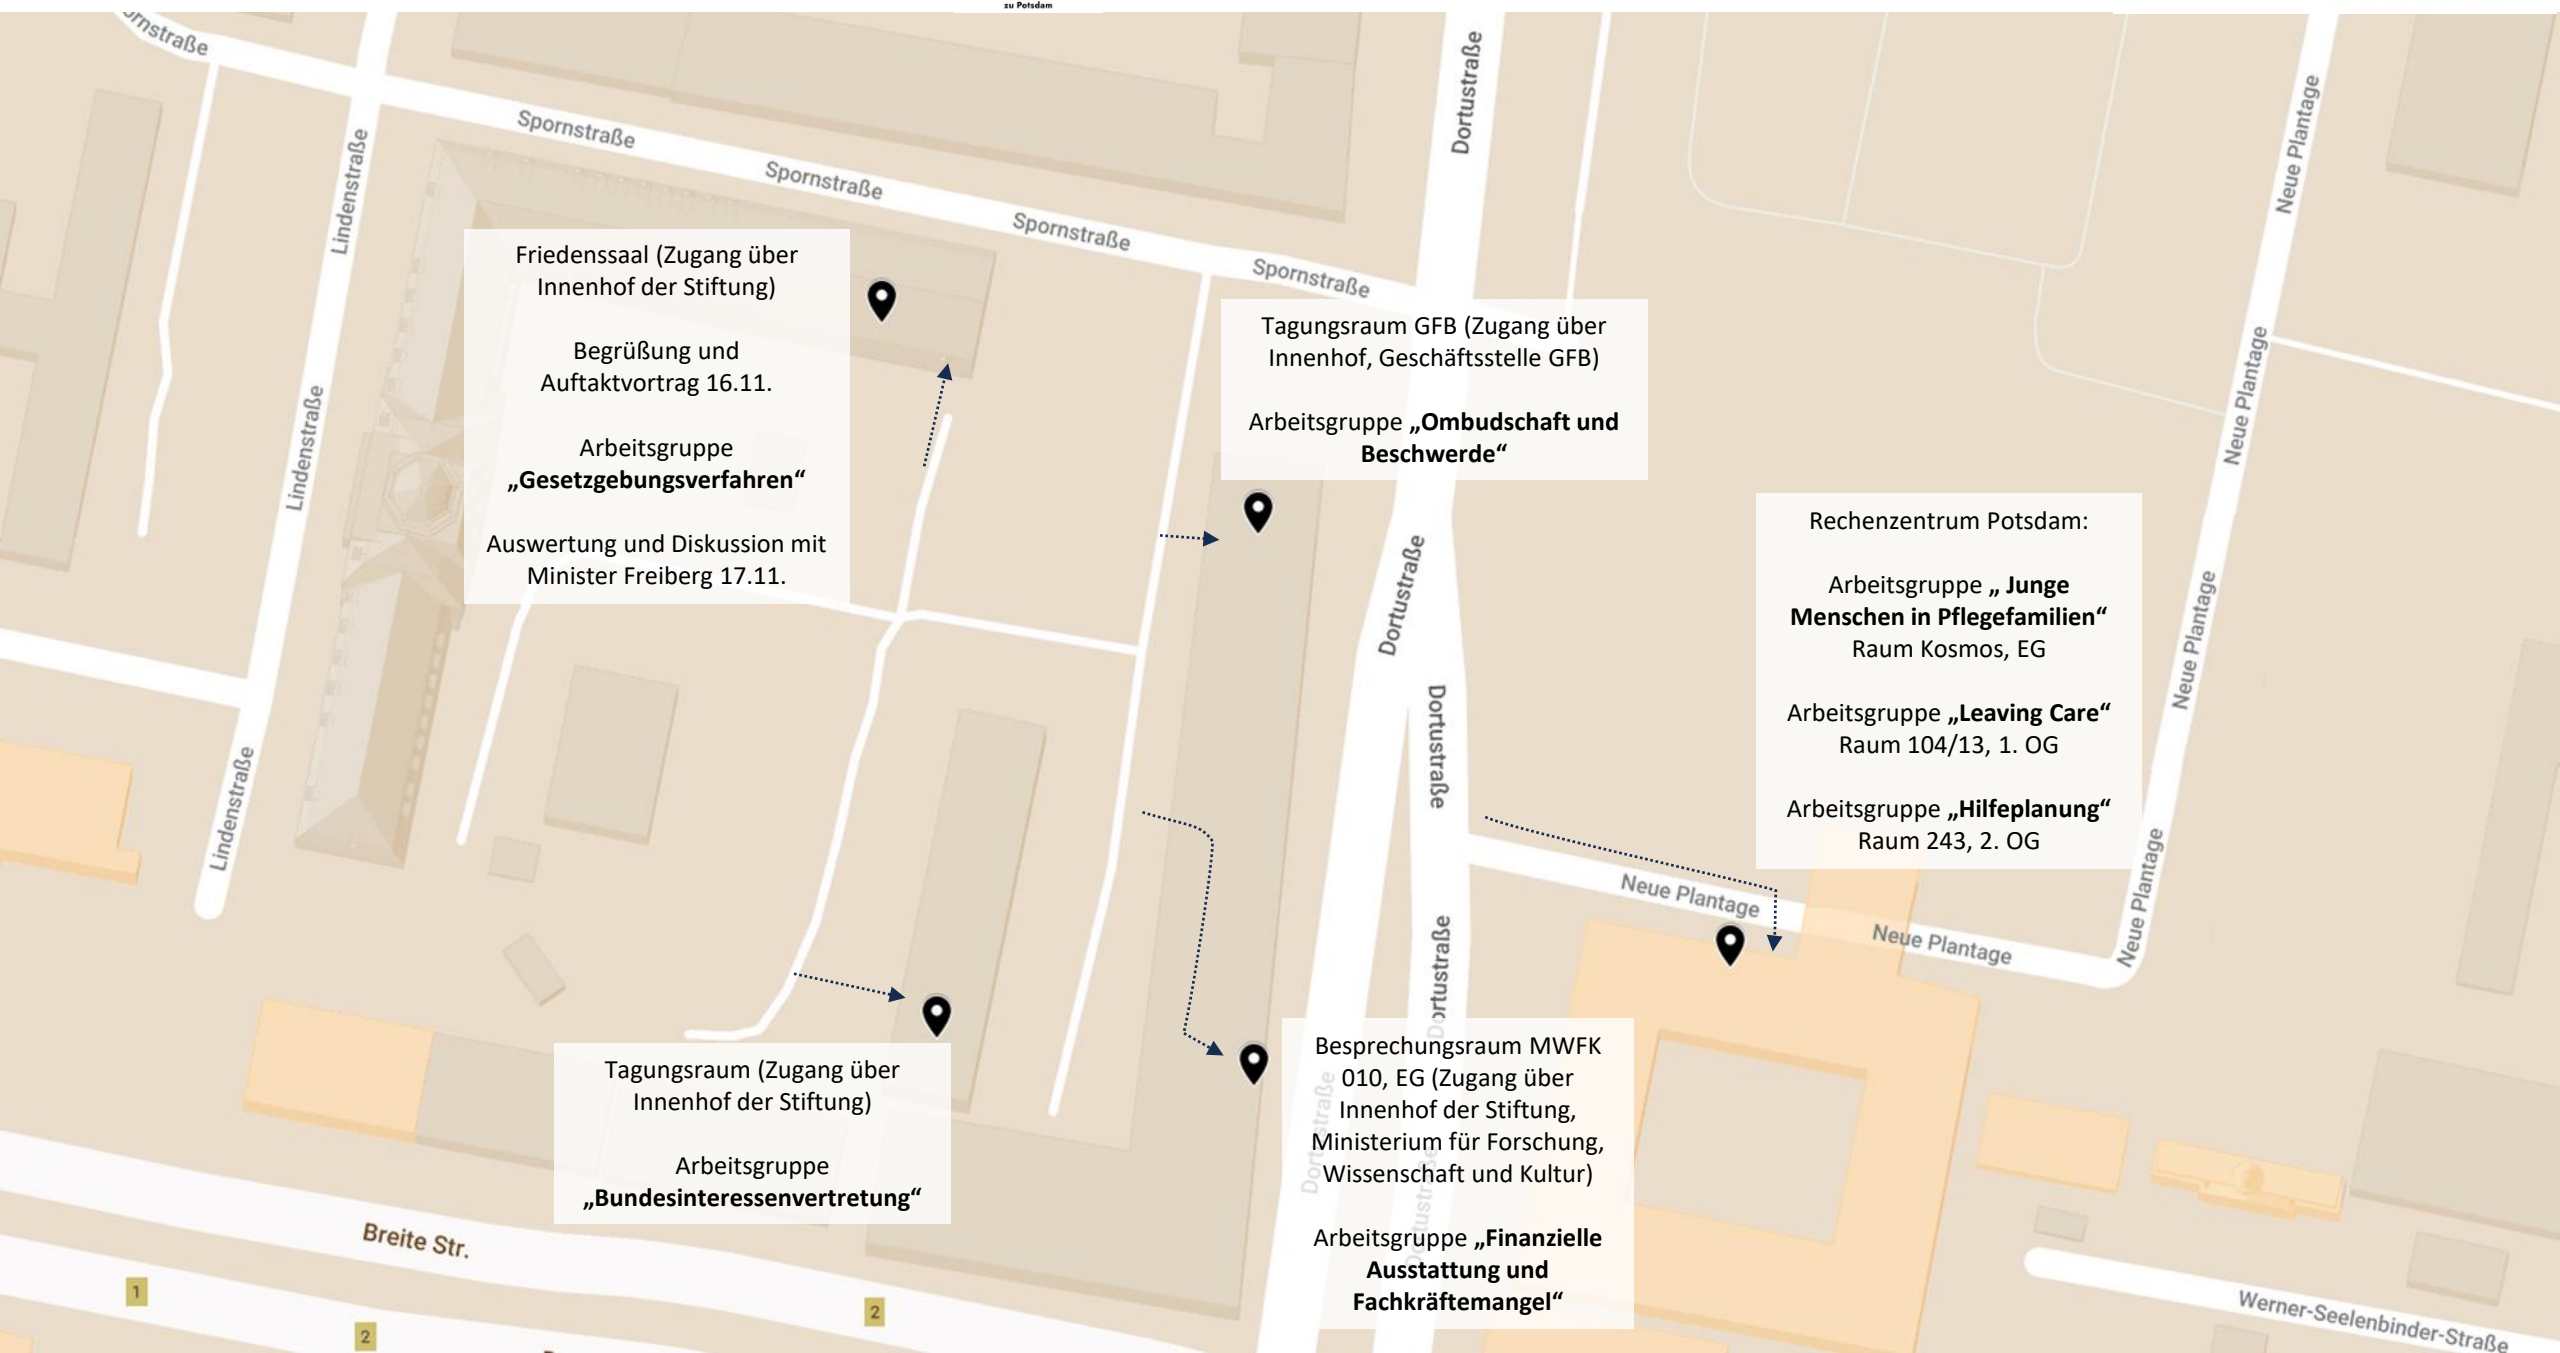 zu Potsdam
Spornstraße
Spornstraße
Spornstraße
Spornstraße
Lindenstraße
Lindenstraße
Lindenstraße
Dortustraße
Dortustraße
Dortustraße
Dortustraße
Dortustraße
Dortustraße
Neue Plantage
Neue Plantage
Neue Plantage
Neue Plantage
Neue Plantage
Neue Plantage
Friedenssaal (Zugang über
Innenhof der Stiftung)
Begrüßung und
Auftaktvortrag 16.11.
Arbeitsgruppe
„Gesetzgebungsverfahren“
Auswertung und Diskussion mit
Minister Freiberg 17.11.
Tagungsraum GFB (Zugang über
Innenhof, Geschäftsstelle GFB)
Arbeitsgruppe „Ombudschaft und
Beschwerde“
Rechenzentrum Potsdam:
Arbeitsgruppe „ Junge
Menschen in Pflegefamilien“
Raum Kosmos, EG
Arbeitsgruppe „Leaving Care“
Raum 104/13, 1. OG
Arbeitsgruppe „Hilfeplanung“
Raum 243, 2. OG
Tagungsraum (Zugang über
Innenhof der Stiftung)
Arbeitsgruppe
„Bundesinteressenvertretung“
Besprechungsraum MWFK
010, EG (Zugang über
Innenhof der Stiftung,
Ministerium für Forschung,
Wissenschaft und Kultur)
Arbeitsgruppe „Finanzielle
Ausstattung und
Fachkräftemangel“
Breite Str.
1
2
2
Werner-Seelenbinder-Straße